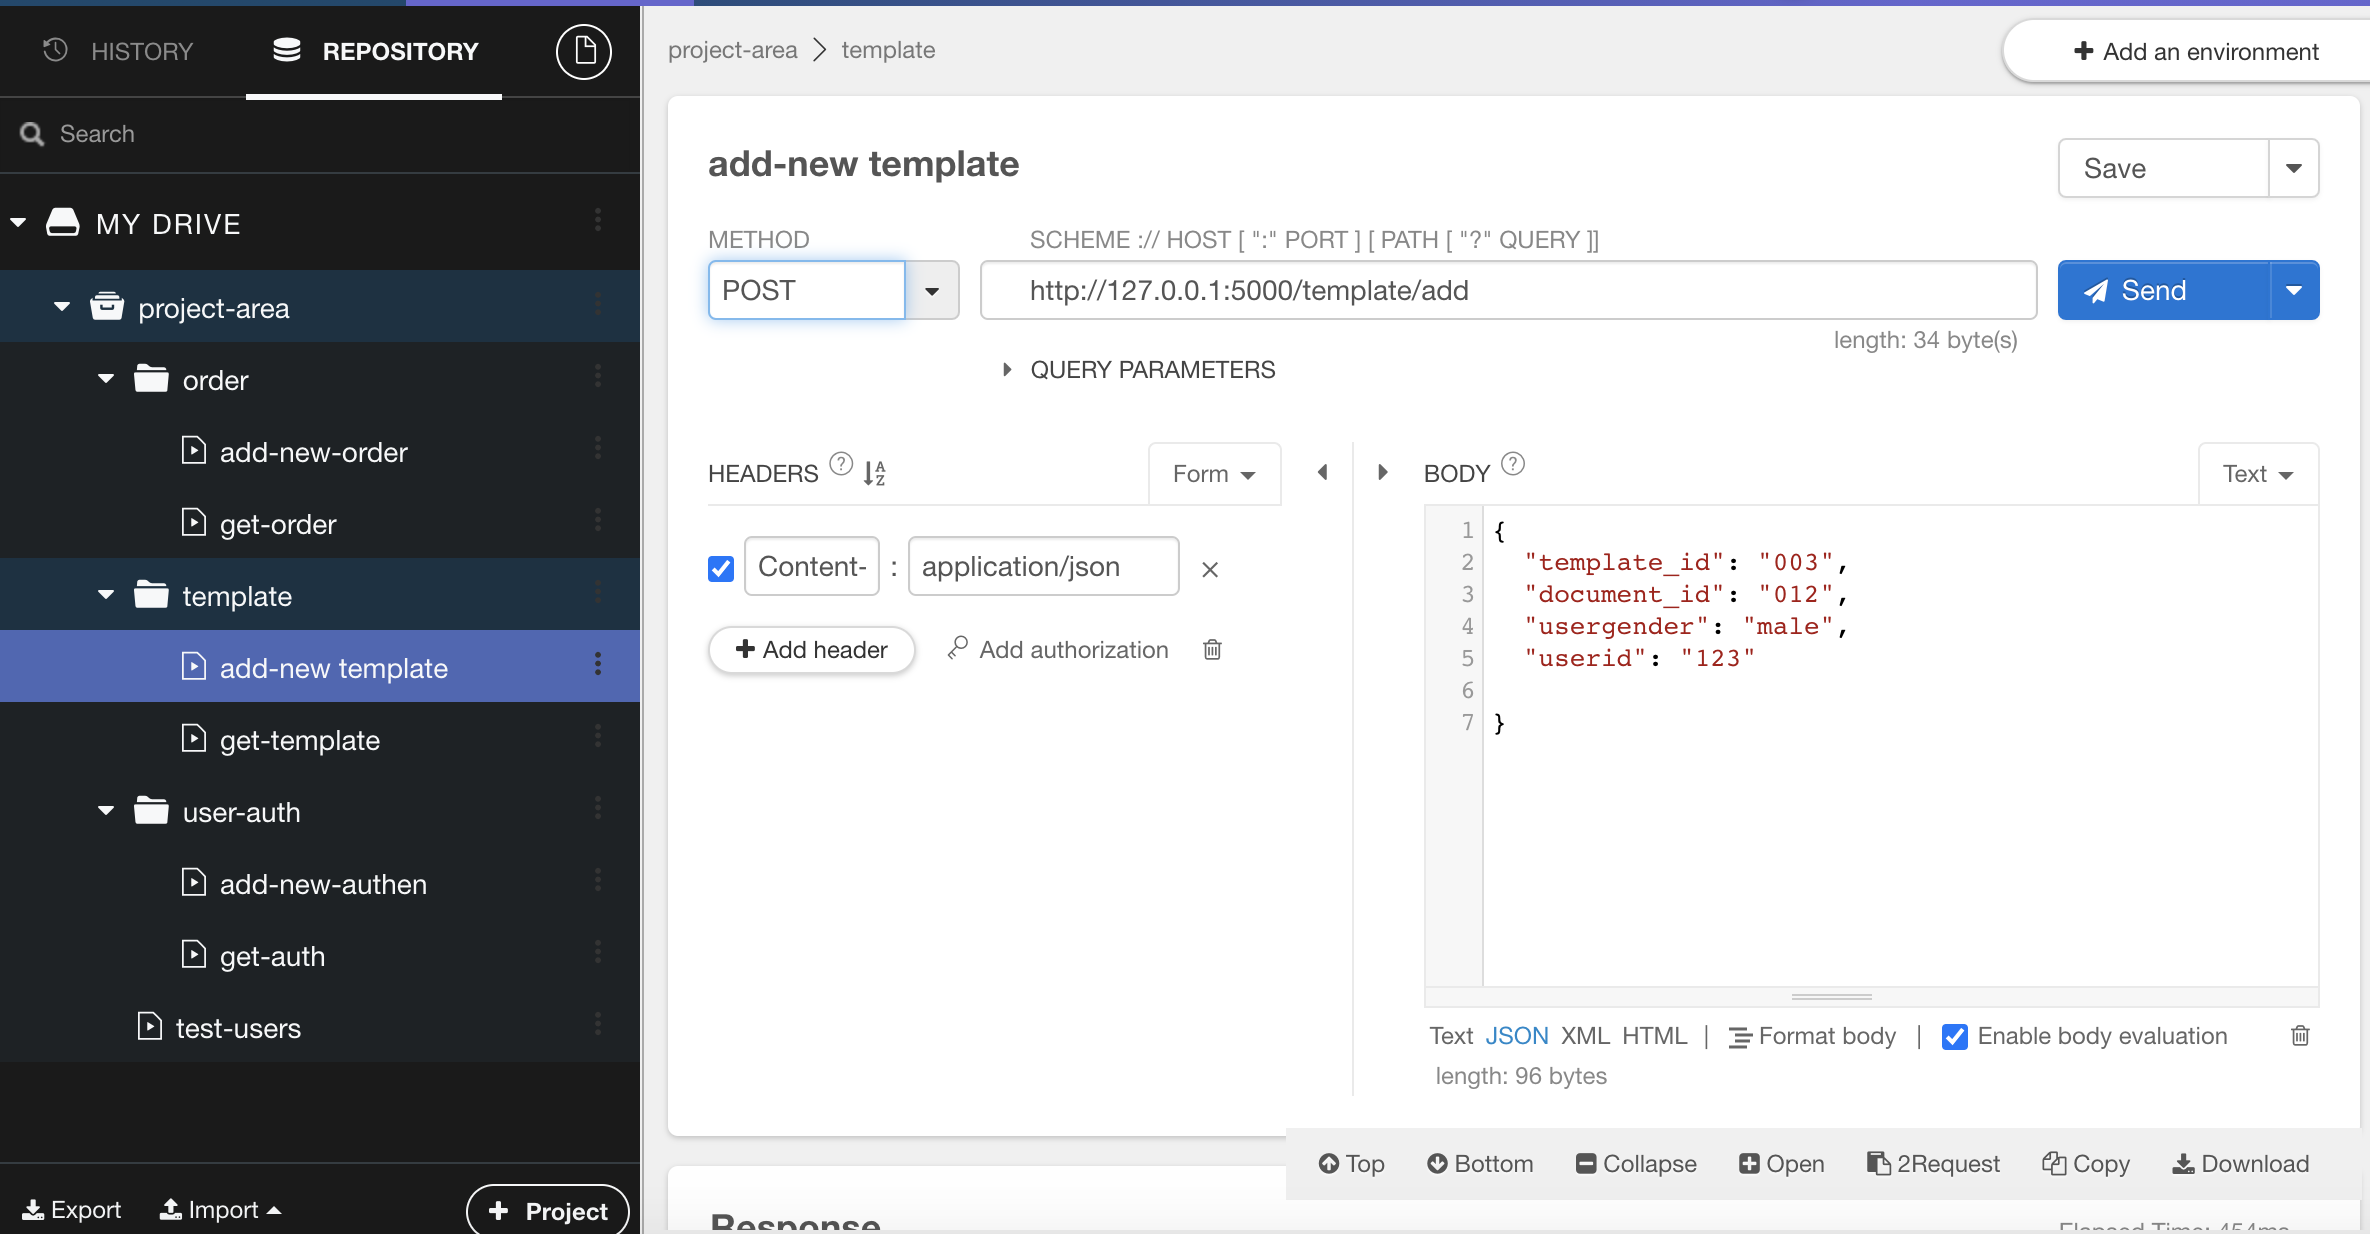 HISTORY
REPOSITORY
Search
MY DRIVE
project-area
order
add-new-order
get-order
template
add-new template
get-template
user-auth
add-new-authen
get-auth
test-users
Export
Import
+ Project
project-area > template
+ Add an environment
add-new template
Save
METHOD
SCHEME :// HOST [ ":" PORT ] [ PATH [ "?" QUERY ]]
POST
http://127.0.0.1:5000/template/add
Send
length: 34 byte(s)
QUERY PARAMETERS
HEADERS ? A Z
Form
Content- : application/json ×
+ Add header
Add authorization
BODY ?
Text
1 {
2 "template_id": "003",
3 "document_id": "012",
4 "usergender": "male",
5 "userid": "123"
6
7 }
Text JSON XML HTML | Format body | Enable body evaluation
length: 96 bytes
Top Bottom Collapse Open 2Request Copy Download
Response
Elapsed Time: 454ms